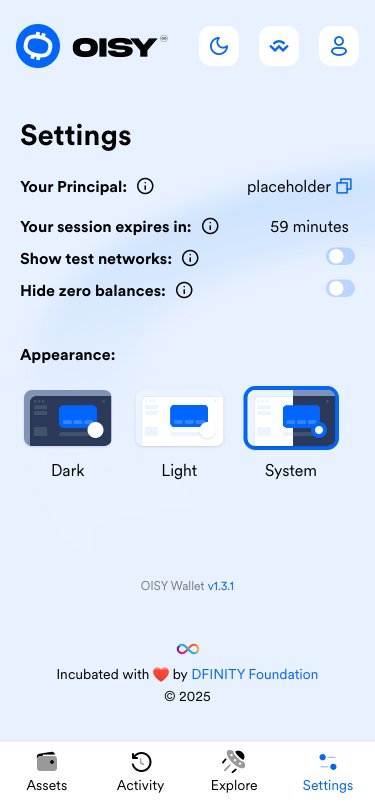 OISY
Settings
Your Principal: placeholder
Your session expires in: 59 minutes
Show test networks:
Hide zero balances:
Appearance:
Dark Light System
OISY Wallet v1.3.1
Incubated with ❤️ by DFINITY Foundation
© 2025
Assets Activity Explore Settings